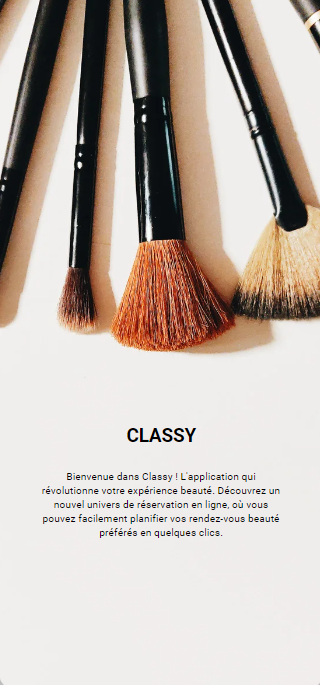 CLASSY
Bienvenue dans Classy ! L'application qui
révolutionne votre expérience beauté. Découvrez un
nouvel univers de réservation en ligne, où vous
pouvez facilement planifier vos rendez-vous beauté
préférés en quelques clics.